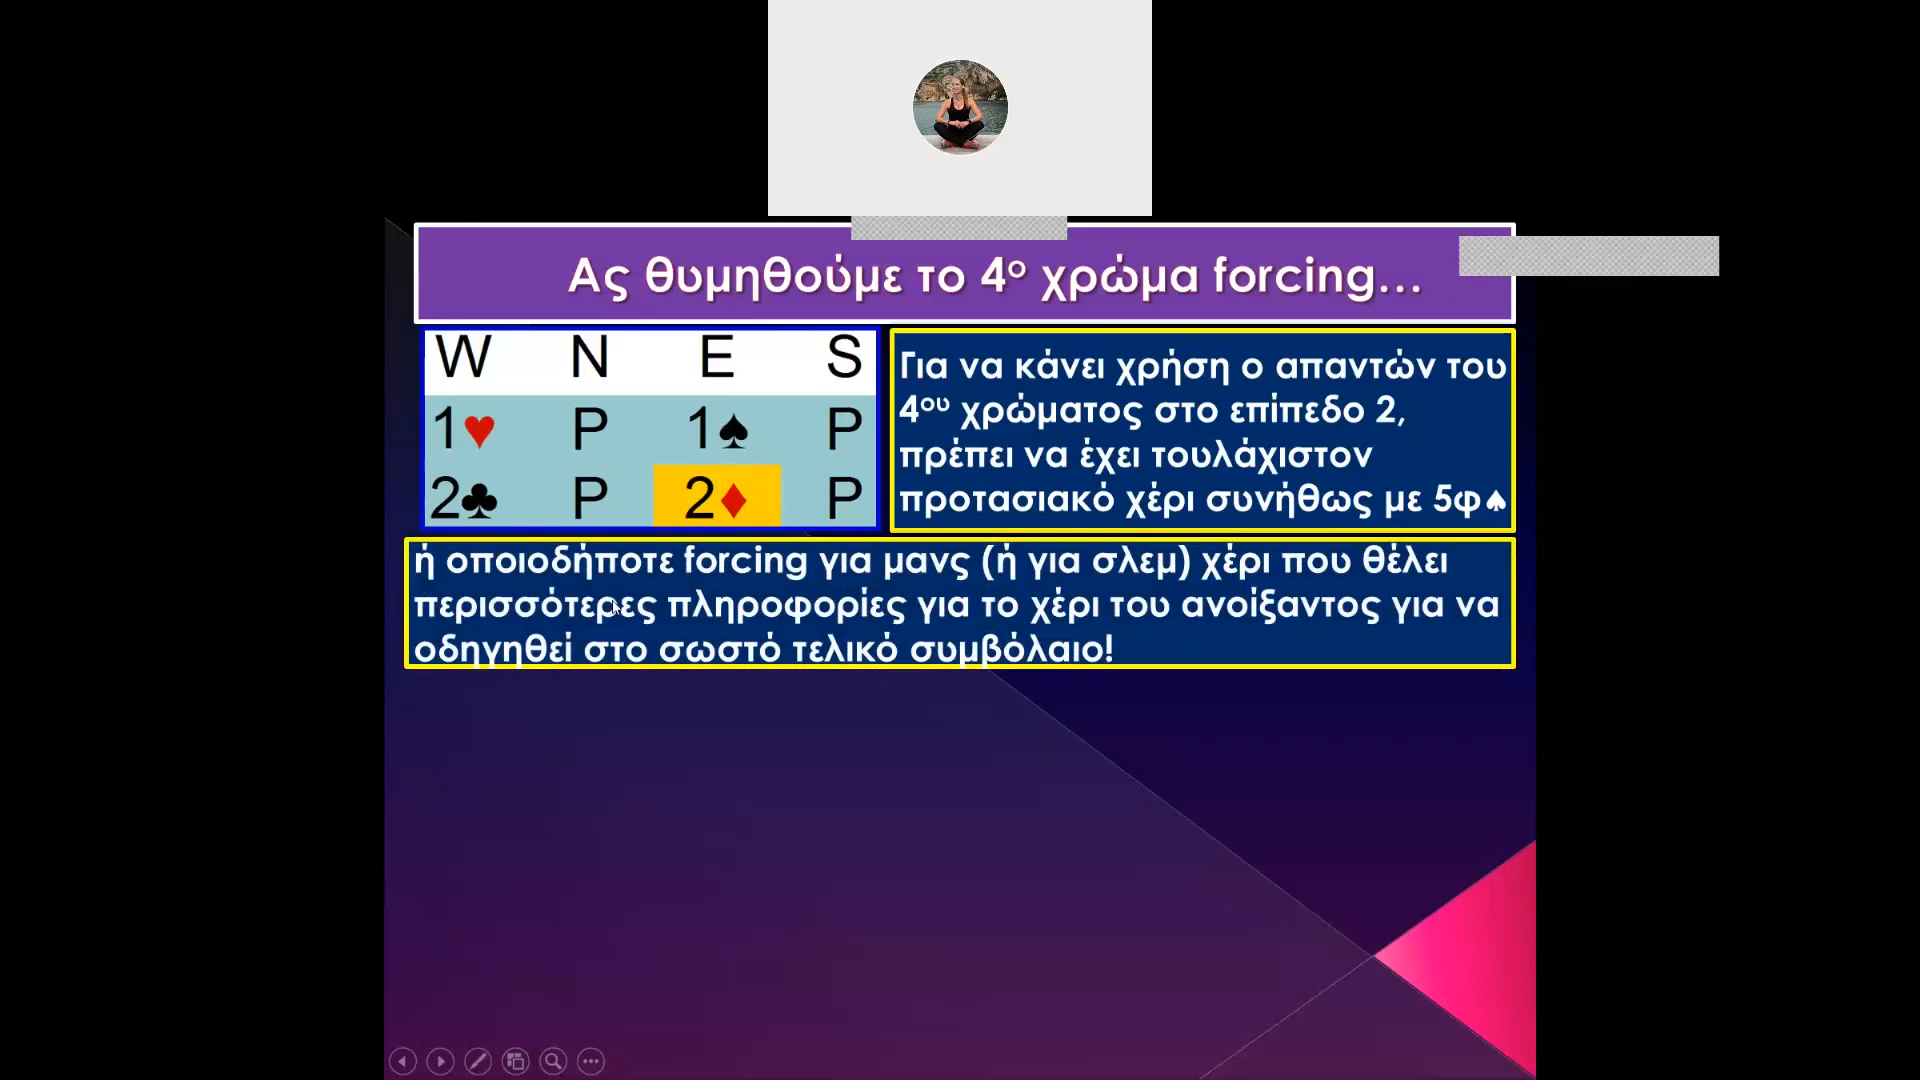 Ας θυμηθούμε το 4ο χρώμα forcing...
W N E S
1♥ P 1♠ P
2♣ P 2♦ P
Για να κάνει χρήση ο απαντών του
4ου χρώματος στο επίπεδο 2,
πρέπει να έχει τουλάχιστον
προτασιακό χέρι συνήθως με 5φ♠
ή οποιοδήποτε forcing για μανς (ή για σλεμ) χέρι που θέλει
περισσότερες πληροφορίες για το χέρι του ανοίξαντος για να
οδηγηθεί στο σωστό τελικό συμβόλαιο!